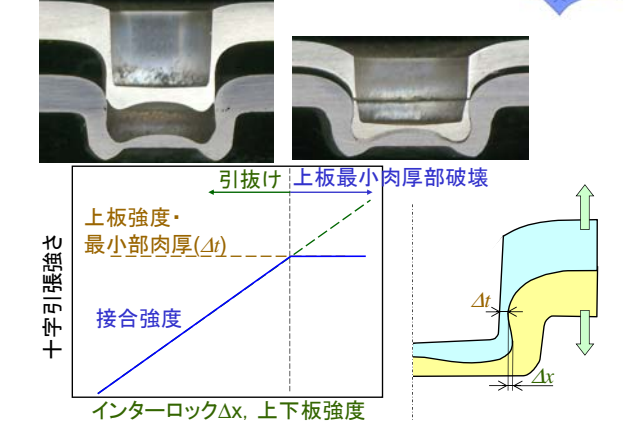 引抜け 上板最小肉厚部破壊
上板強度・
最小部肉厚(Δt)
十字引張強さ
接合強度
インターロックΔx, 上下板強度
Δt
Δx